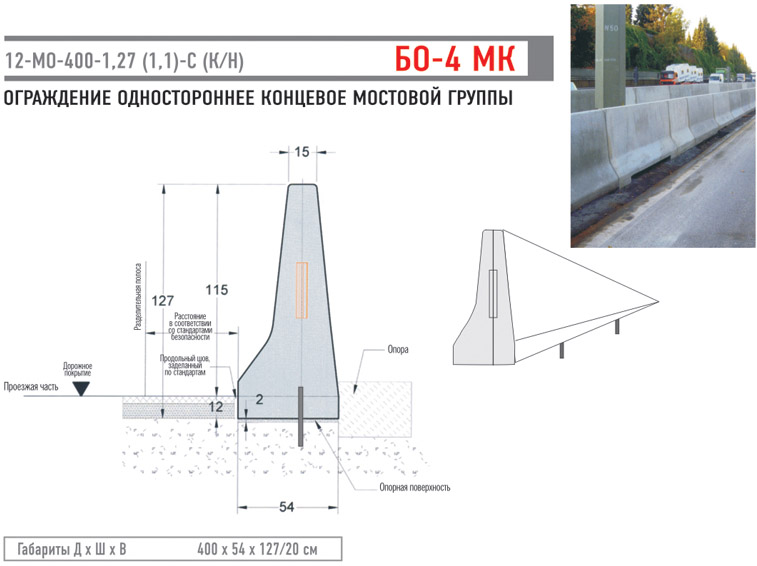 12-МО-400-1,27 (1,1)-С (К/Н)
БО-4 МК
ОГРАЖДЕНИЕ ОДНОСТОРОННЕЕ КОНЦЕВОЕ МОСТОВОЙ ГРУППЫ
15
127
115
Разделительная полоса
Расстояние
в соответствии
со стандартами
безопасности
Продольный шов,
заделанный
по стандартам
Дорожное
покрытие
Проезжая часть
Опора
12
2
Опорная поверхность
54
Габариты Д x Ш x В 400 x 54 x 127/20 см